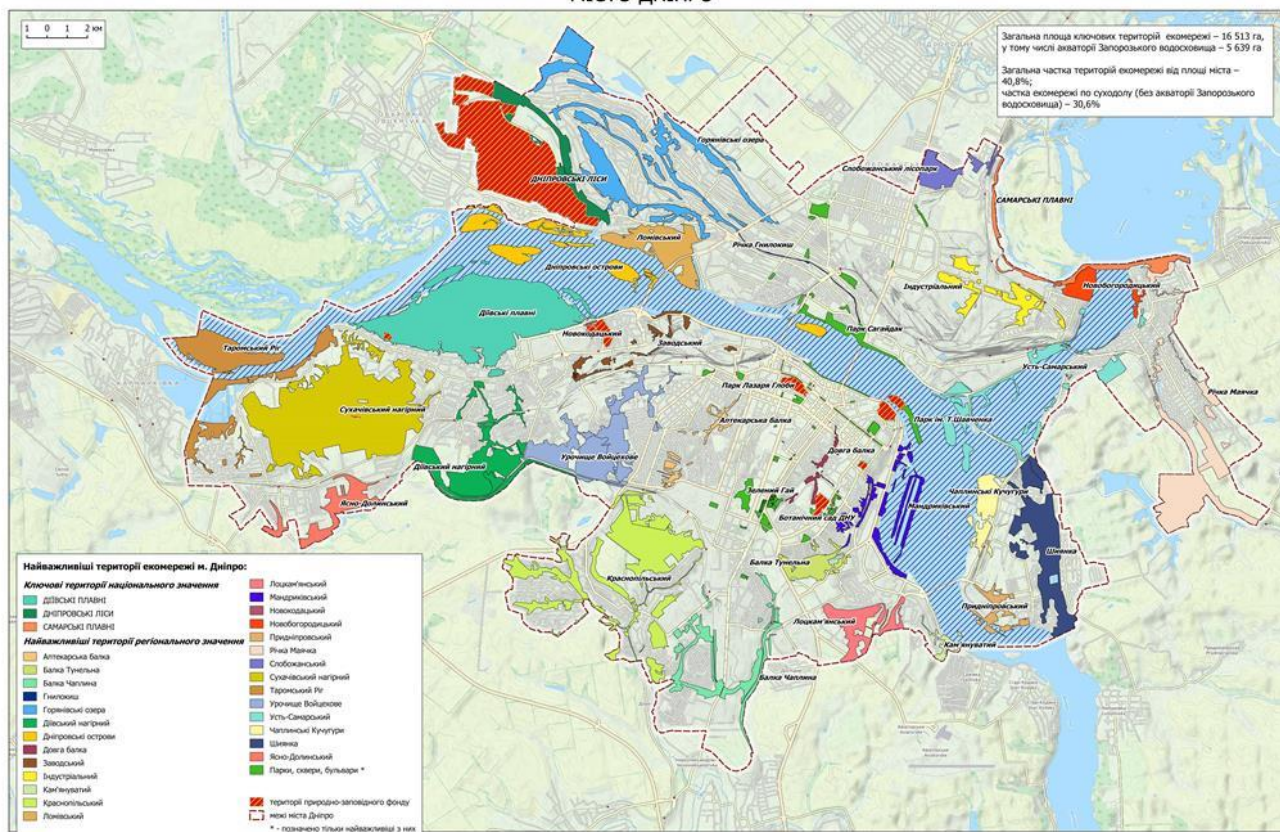 1 0 1 2 км
Загальна площа ключових територій екомережі – 16 513 га,
у тому числі акваторії Запорозького водосховища – 5 639 га
Загальна частка територій екомережі від площі міста –
40,8%;
частка екомережі по суходолу (без акваторії Запорозького
водосховища) – 30,6%
Горянівські озера
Слобожанський лісопарк
ДНІПРОВСЬКІ ЛІСИ
САМАРСЬКІ ПЛАВНІ
Ломівський
Річка Гнилокиш
Дніпровські острови
Індустріальний
Новобогородицький
Діївські плавні
Новокодацький
Заводський
Парк Сагайдак
Таромський Ріг
Усть-Самарський
Річка Маячка
Парк Лазаря Глоби
Сухачівський нагірний
Аптекарська балка
Парк ім. Т.Шевченка
Урочище Войцехове
Довга балка
Діївський нагірний
Зелений Гай
Чаплинські Кучугури
Ясно-Долинський
Ботанічний сад ДНУ
Мандриківський
Шиянка
Балка Тунельна
Краснопільський
Придніпровський
Лоцкам'янський
Кам'януватий
Балка Чаплина
Найважливіші території екомережі м. Дніпро:
Ключові території національного значення
ДІЇВСЬКІ ПЛАВНІ
ДНІПРОВСЬКІ ЛІСИ
САМАРСЬКІ ПЛАВНІ
Найважливіші території регіонального значення
Аптекарська балка
Балка Тунельна
Балка Чаплина
Гнилокиш
Горянівські озера
Діївський нагірний
Дніпровські острови
Довга балка
Заводський
Індустріальний
Кам'януватий
Краснопільський
Ломівський
Лоцкам'янський
Мандриківський
Новокодацький
Новобогородицький
Придніпровський
Річка Маячка
Слобожанський
Сухачівський нагірний
Таромський Ріг
Урочище Войцехове
Усть-Самарський
Чаплинські Кучугури
Шиянка
Ясно-Долинський
Парки, сквери, бульвари *
території природно-заповідного фонду
межі міста Дніпро
* - позначено тільки найважливіші з них